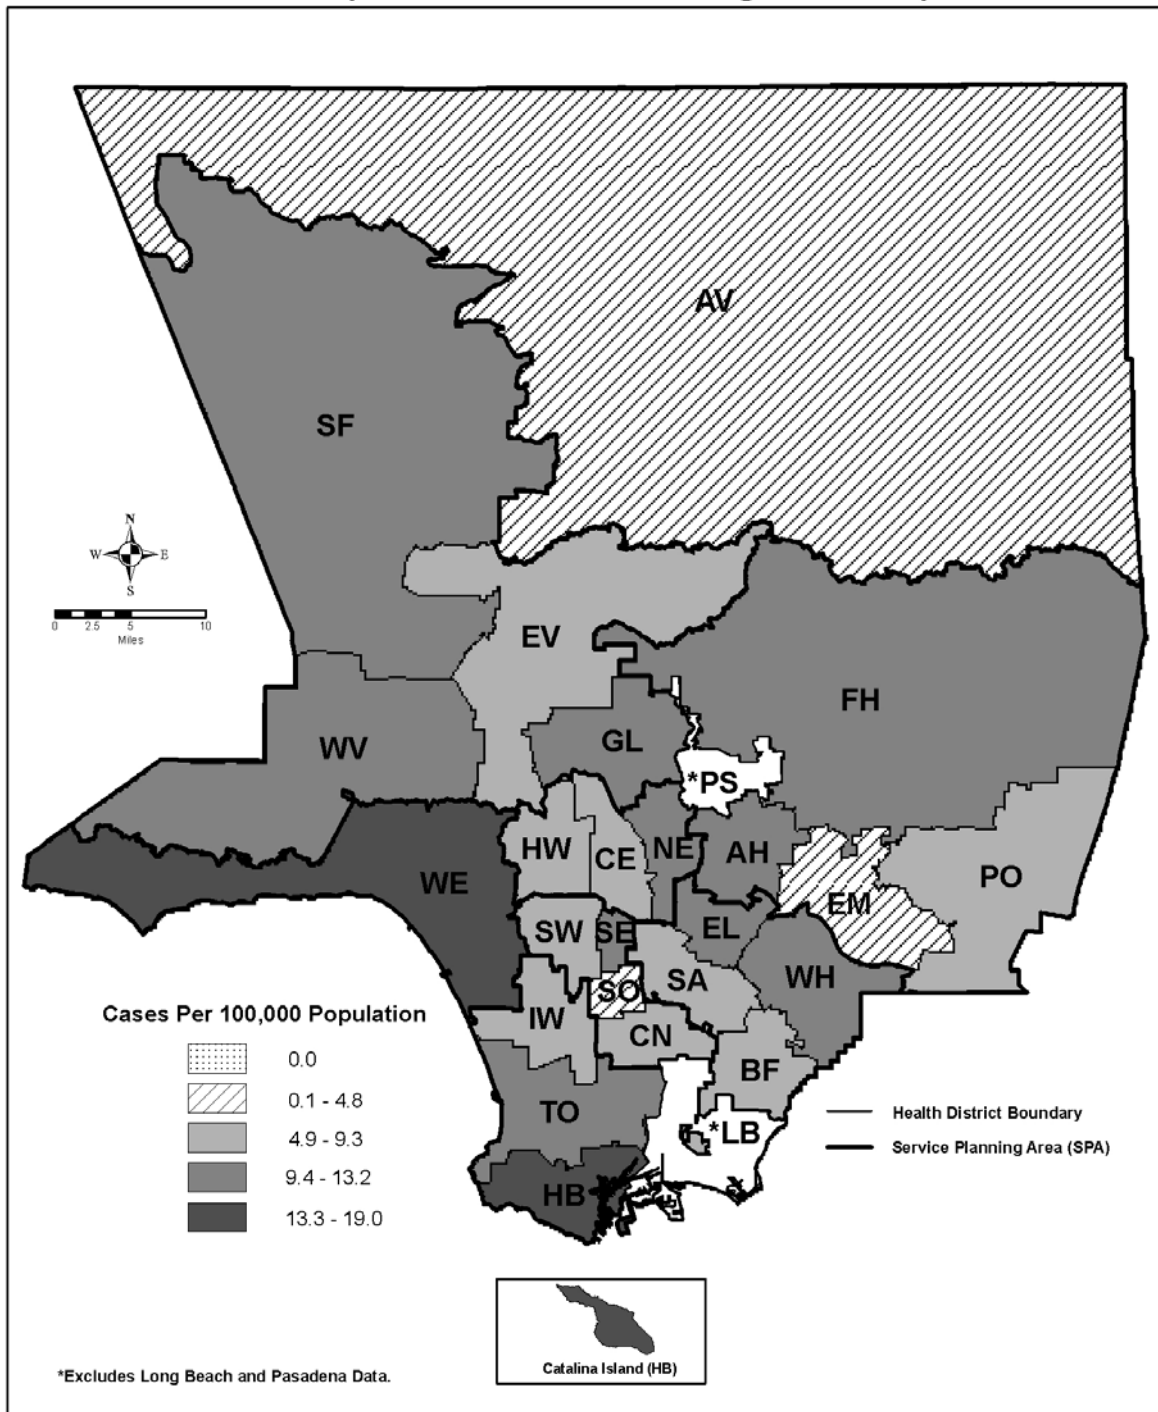 AV
SF
N
W E
S
0 2.5 5 10
Miles
EV
FH
GL
WV
*PS
HW
CE
NE
AH
PO
WE
EM
SW
SE
EL
SA
WH
SO
IW
CN
BF
TO
*LB
HB
Cases Per 100,000 Population
0.0
0.1 - 4.8
4.9 - 9.3
9.4 - 13.2
13.3 - 19.0
Health District Boundary
Service Planning Area (SPA)
Catalina Island (HB)
*Excludes Long Beach and Pasadena Data.